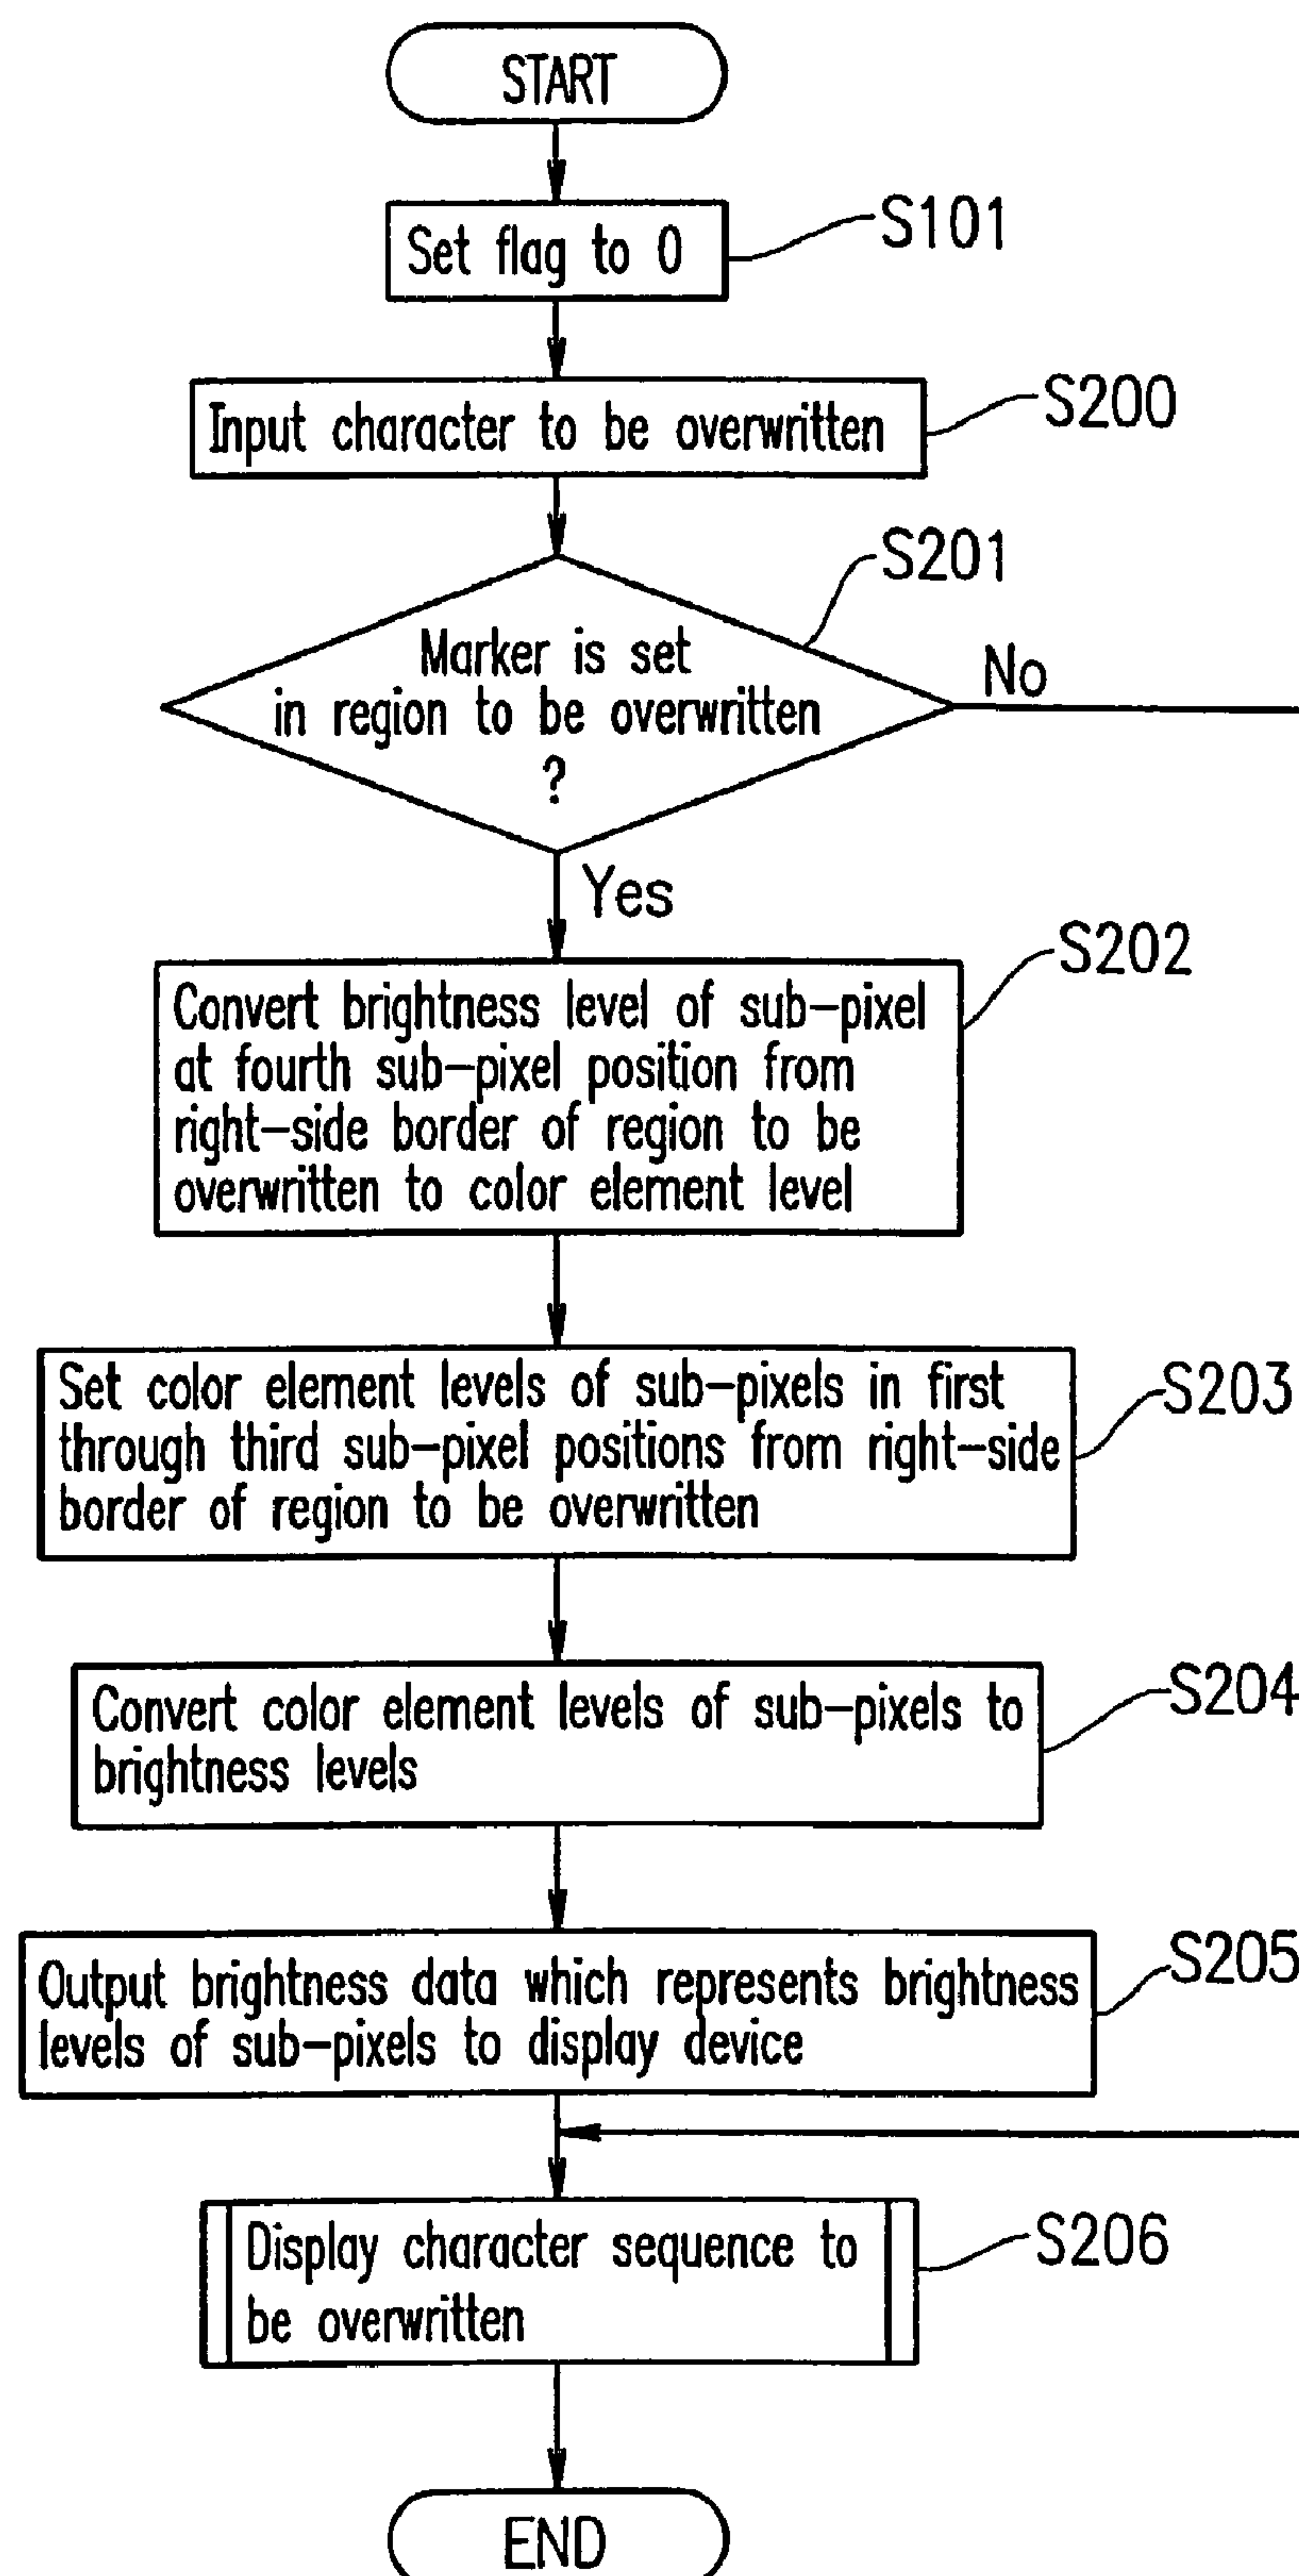 START
Set flag to 0
S101
Input character to be overwritten
S200
S201
Marker is set
in region to be overwritten
?
No
Yes
S202
Convert brightness level of sub-pixel
at fourth sub-pixel position from
right-side border of region to be
overwritten to color element level
S203
Set color element levels of sub-pixels in first
through third sub-pixel positions from right-side
border of region to be overwritten
S204
Convert color element levels of sub-pixels to
brightness levels
S205
Output brightness data which represents brightness
levels of sub-pixels to display device
S206
Display character sequence to
be overwritten
END